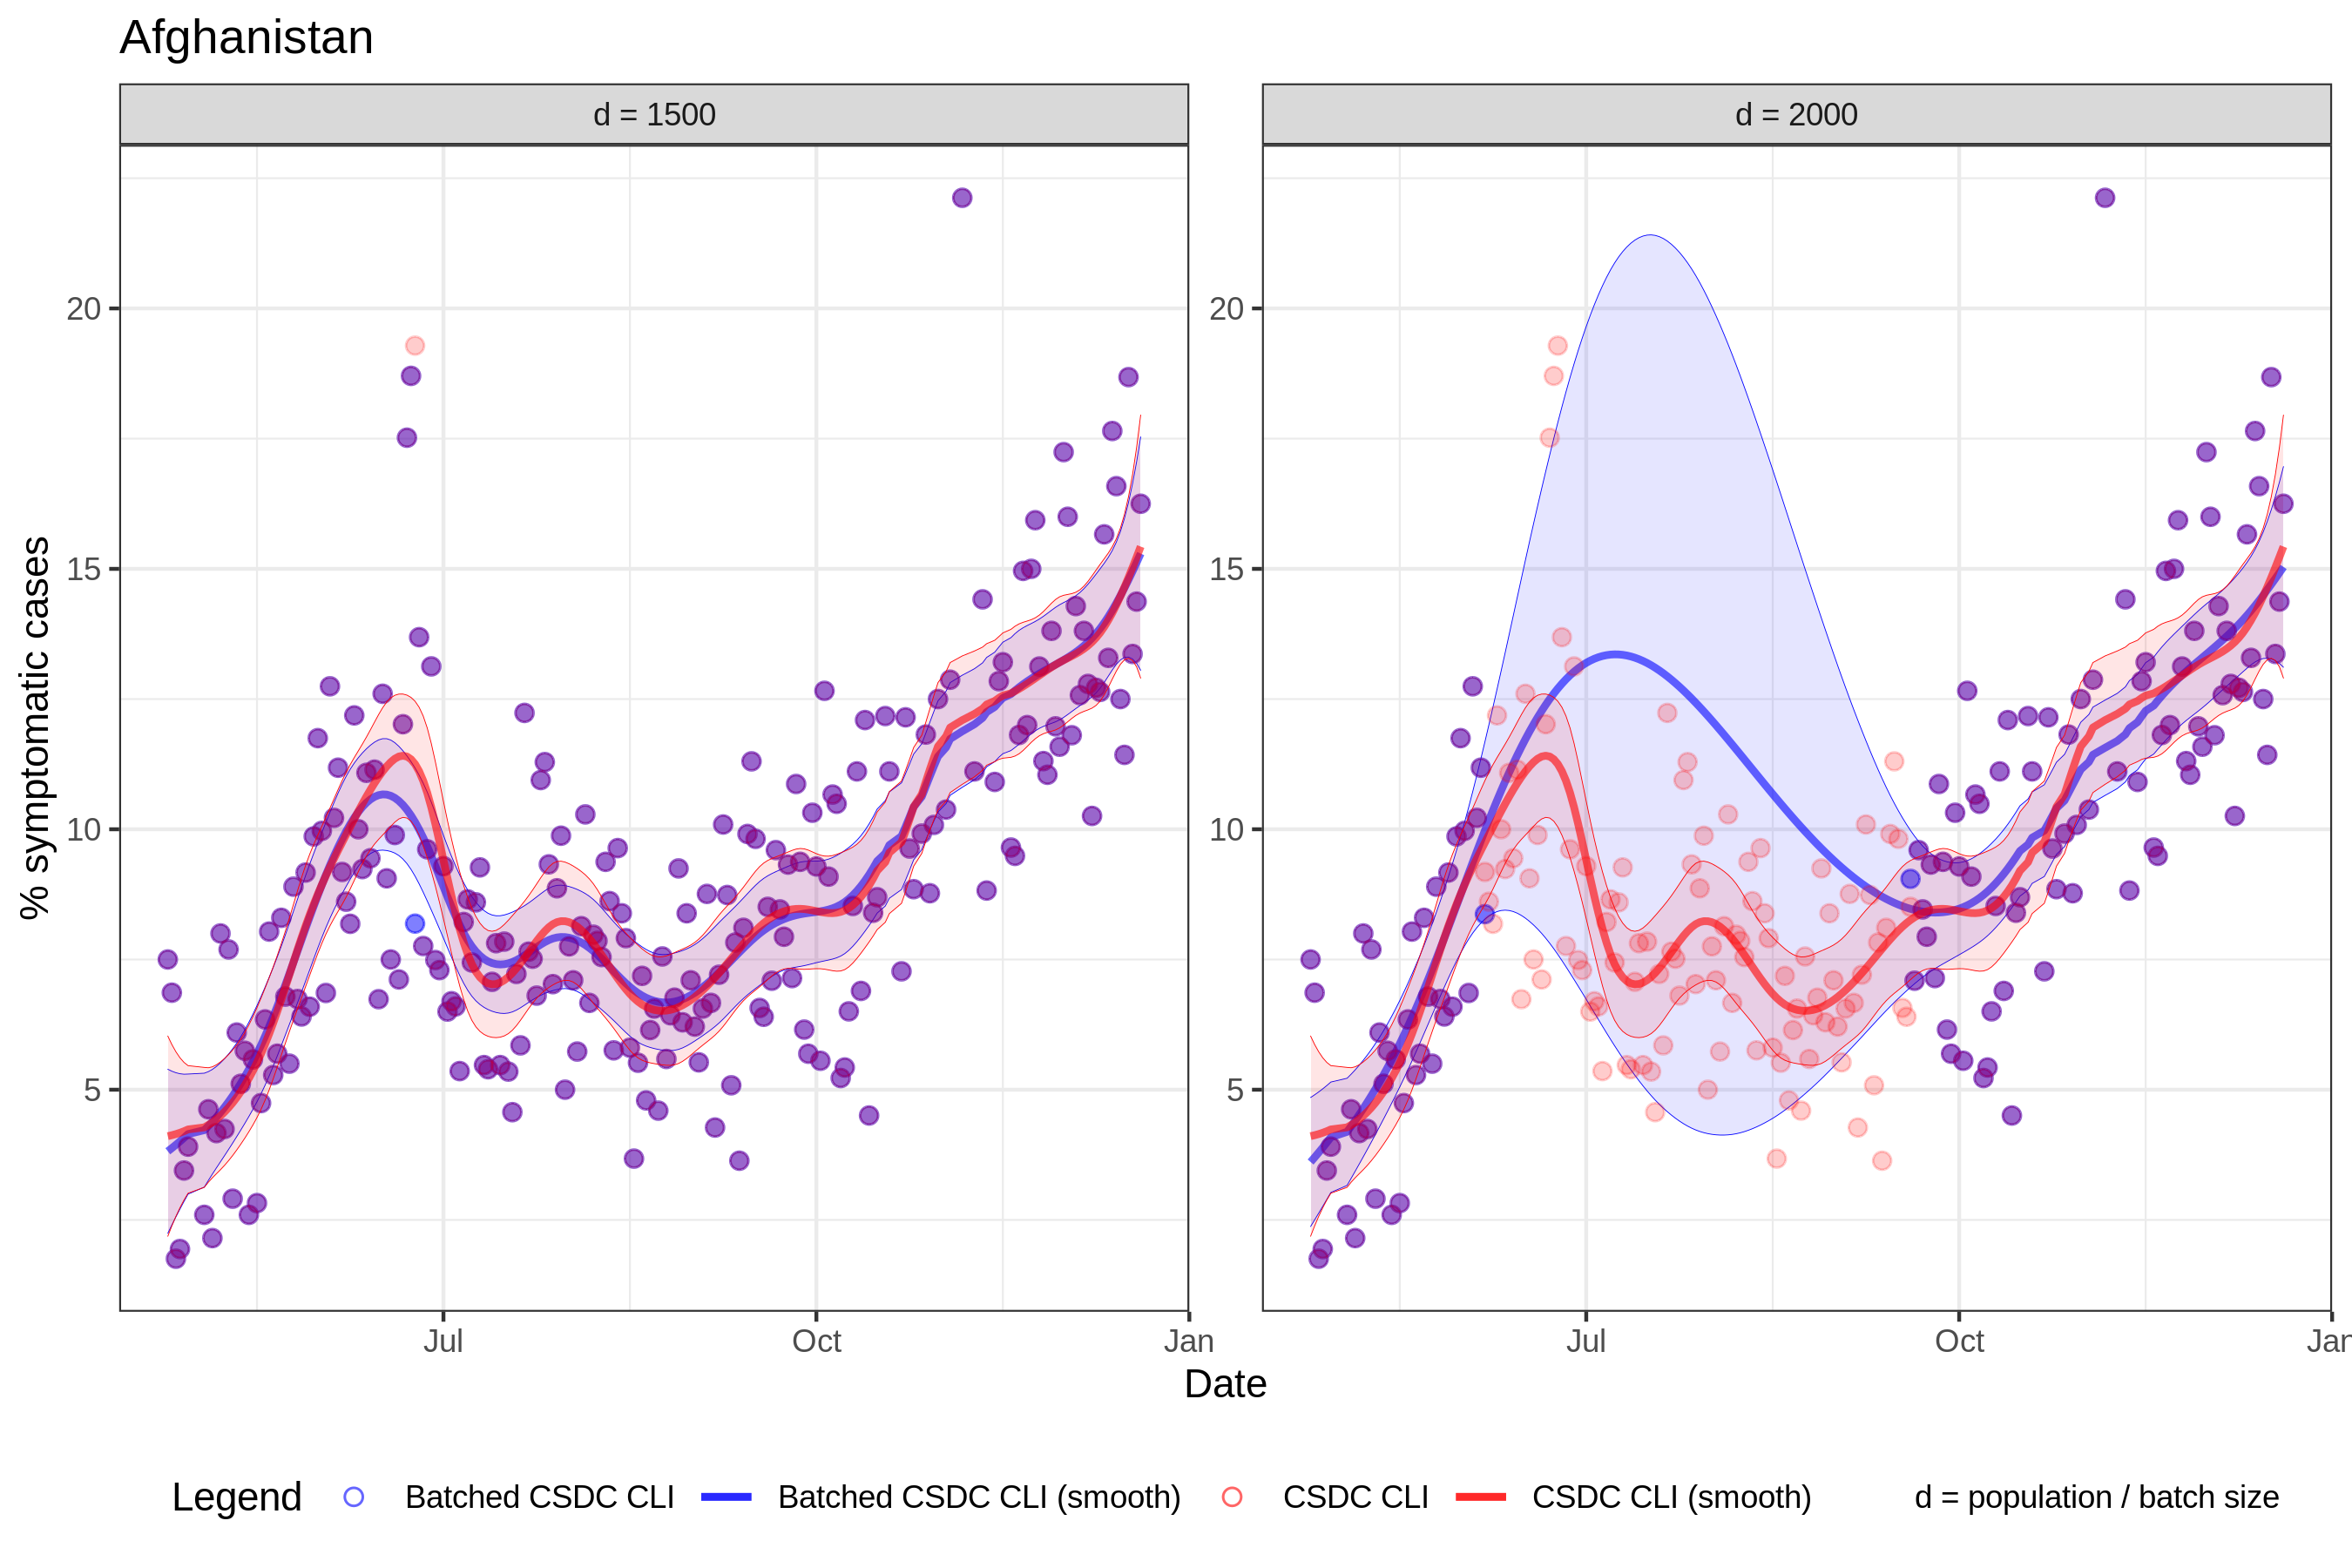 Afghanistan
d = 1500
d = 2000
% symptomatic cases
20
15
10
5
20
15
10
5
Jul
Oct
Jan
Jul
Oct
Jan
Date
Legend
Batched CSDC CLI
Batched CSDC CLI (smooth)
CSDC CLI
CSDC CLI (smooth)
d = population / batch size